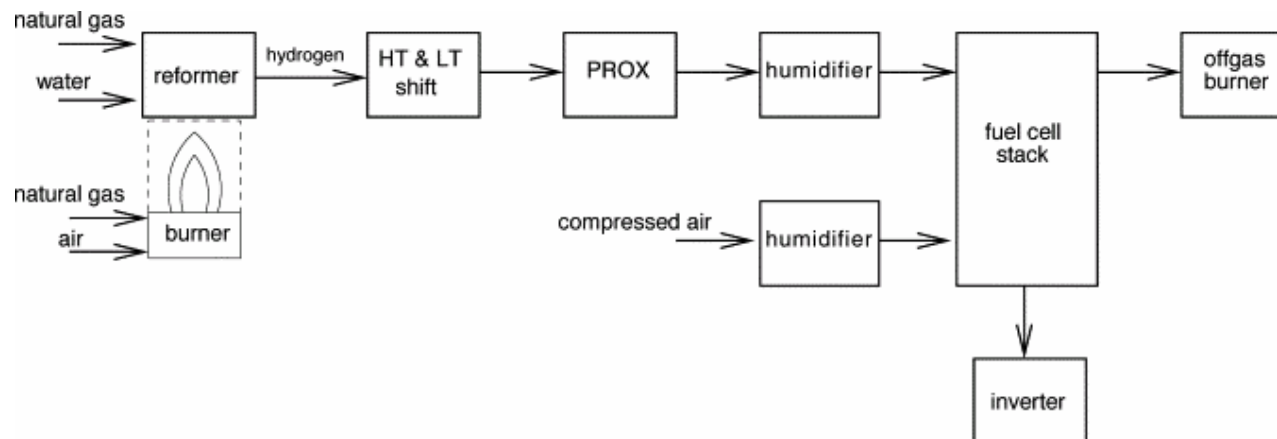 natural gas
water
reformer
hydrogen
HT & LT
shift
PROX
humidifier
fuel cell
stack
offgas
burner
natural gas
air
burner
compressed air
humidifier
inverter